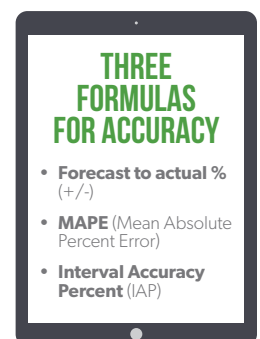 THREE
FORMULAS
FOR ACCURACY
• Forecast to actual %
(+/-)
• MAPE (Mean Absolute
Percent Error)
• Interval Accuracy
Percent (IAP)